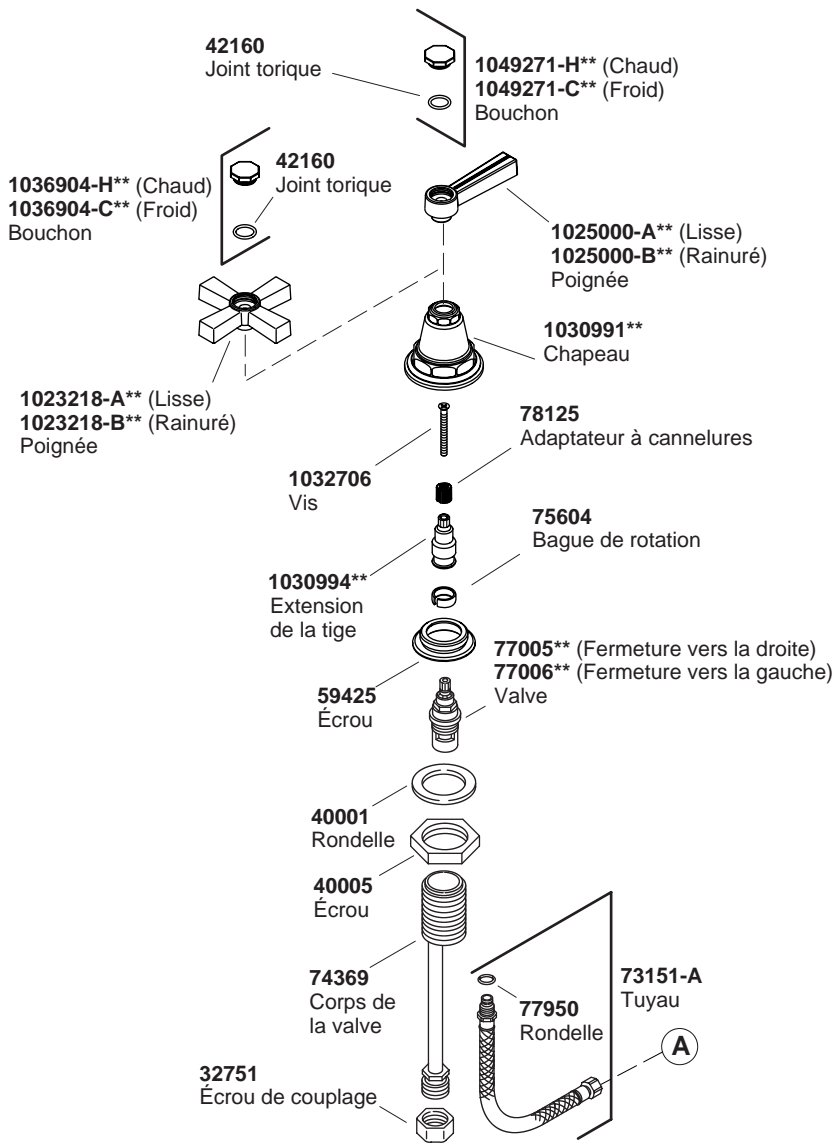 42160
Joint torique
1049271-H** (Chaud)
1049271-C** (Froid)
Bouchon
42160
Joint torique
1036904-H** (Chaud)
1036904-C** (Froid)
Bouchon
1025000-A** (Lisse)
1025000-B** (Rainuré)
Poignée
1030991**
Chapeau
1023218-A** (Lisse)
1023218-B** (Rainuré)
Poignée
78125
Adaptateur à cannelures
1032706
Vis
75604
Bague de rotation
1030994**
Extension
de la tige
77005** (Fermeture vers la droite)
77006** (Fermeture vers la gauche)
Valve
59425
Écrou
40001
Rondelle
40005
Écrou
74369
Corps de
la valve
73151-A
Tuyau
77950
Rondelle
A
32751
Écrou de couplage